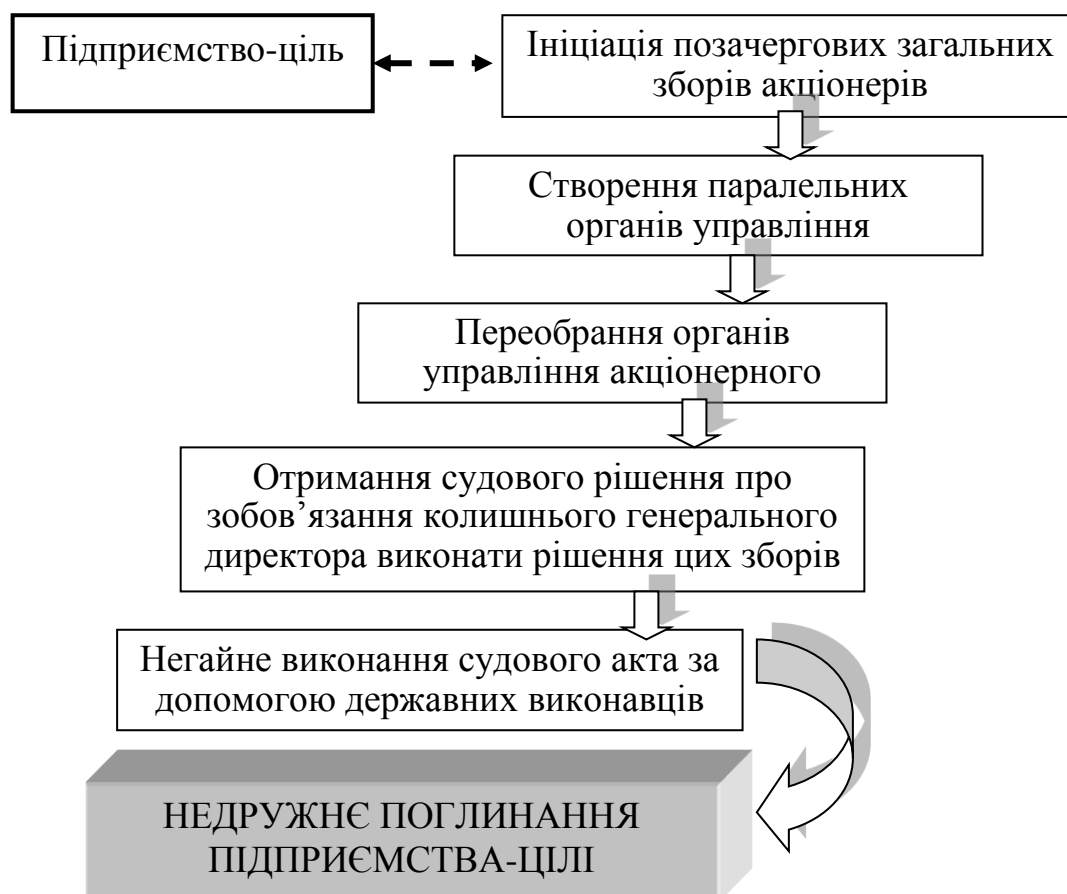 Підприємство-ціль
Ініціація позачергових загальних
зборів акціонерів
Створення паралельних
органів управління
Переобрання органів
управління акціонерного
Отримання судового рішення про
зобов’язання колишнього генерального
директора виконати рішення цих зборів
Негайне виконання судового акта за
допомогою державних виконавців
НЕДРУЖНЄ ПОГЛИНАННЯ
ПІДПРИЄМСТВА-ЦІЛІ